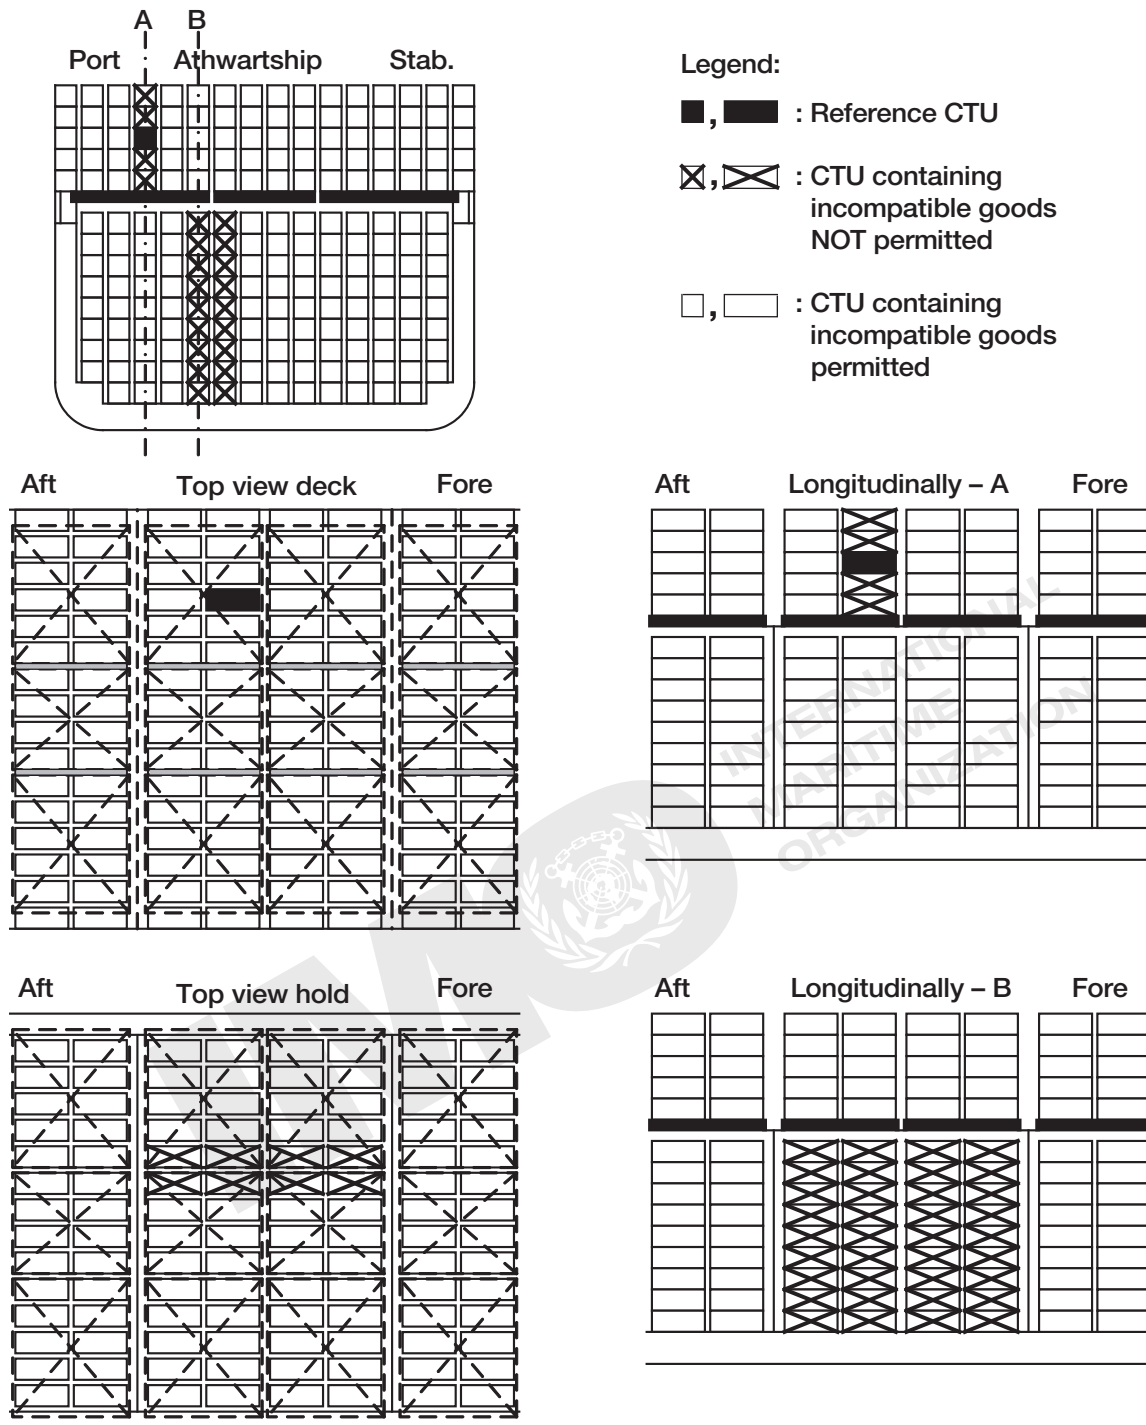 A B
Port Athwartship Stab.
Legend:
, : Reference CTU
, : CTU containing
incompatible goods
NOT permitted
, : CTU containing
incompatible goods
permitted
Aft Top view deck Fore
Aft Longitudinally – A Fore
INTERNATIONAL
MARITIME
ORGANIZATION
IMO
Aft Top view hold Fore
Aft Longitudinally – B Fore